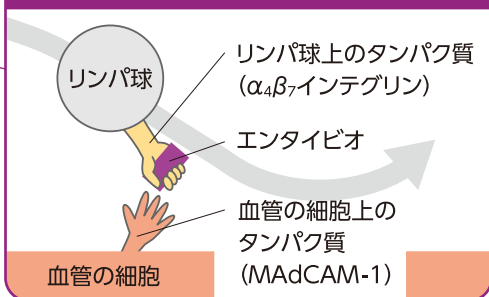 リンパ球
リンパ球上のタンパク質
（α₄β₇インテグリン）
エンタイビオ
血管の細胞上の
タンパク質
（MAdCAM-1）
血管の細胞